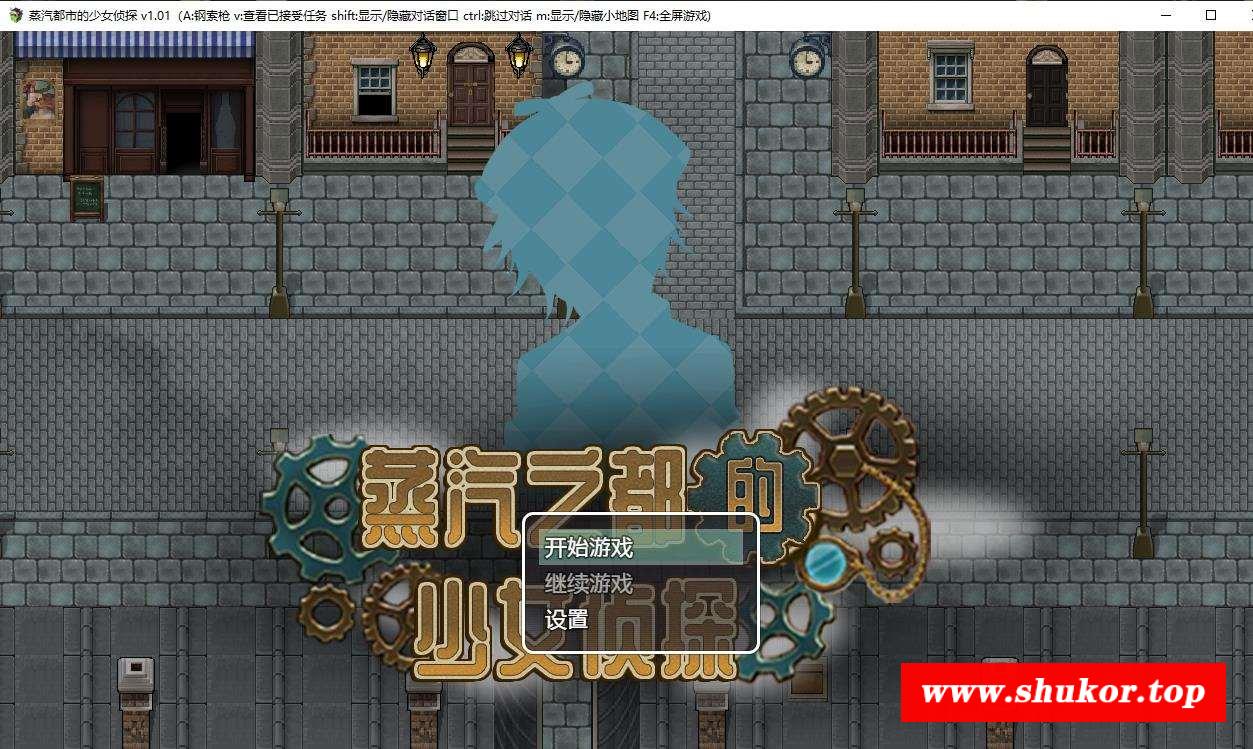 蒸汽都市的少女侦探 v1.01（A:钢索枪 v:查看已接受任务 shift:显示/隐藏对话窗口 ctrl:跳过对话 m:显示/隐藏小地图 F4:全屏游戏)
蒸汽之都的
少女侦探
开始游戏
继续游戏
设置
www.shukor.top